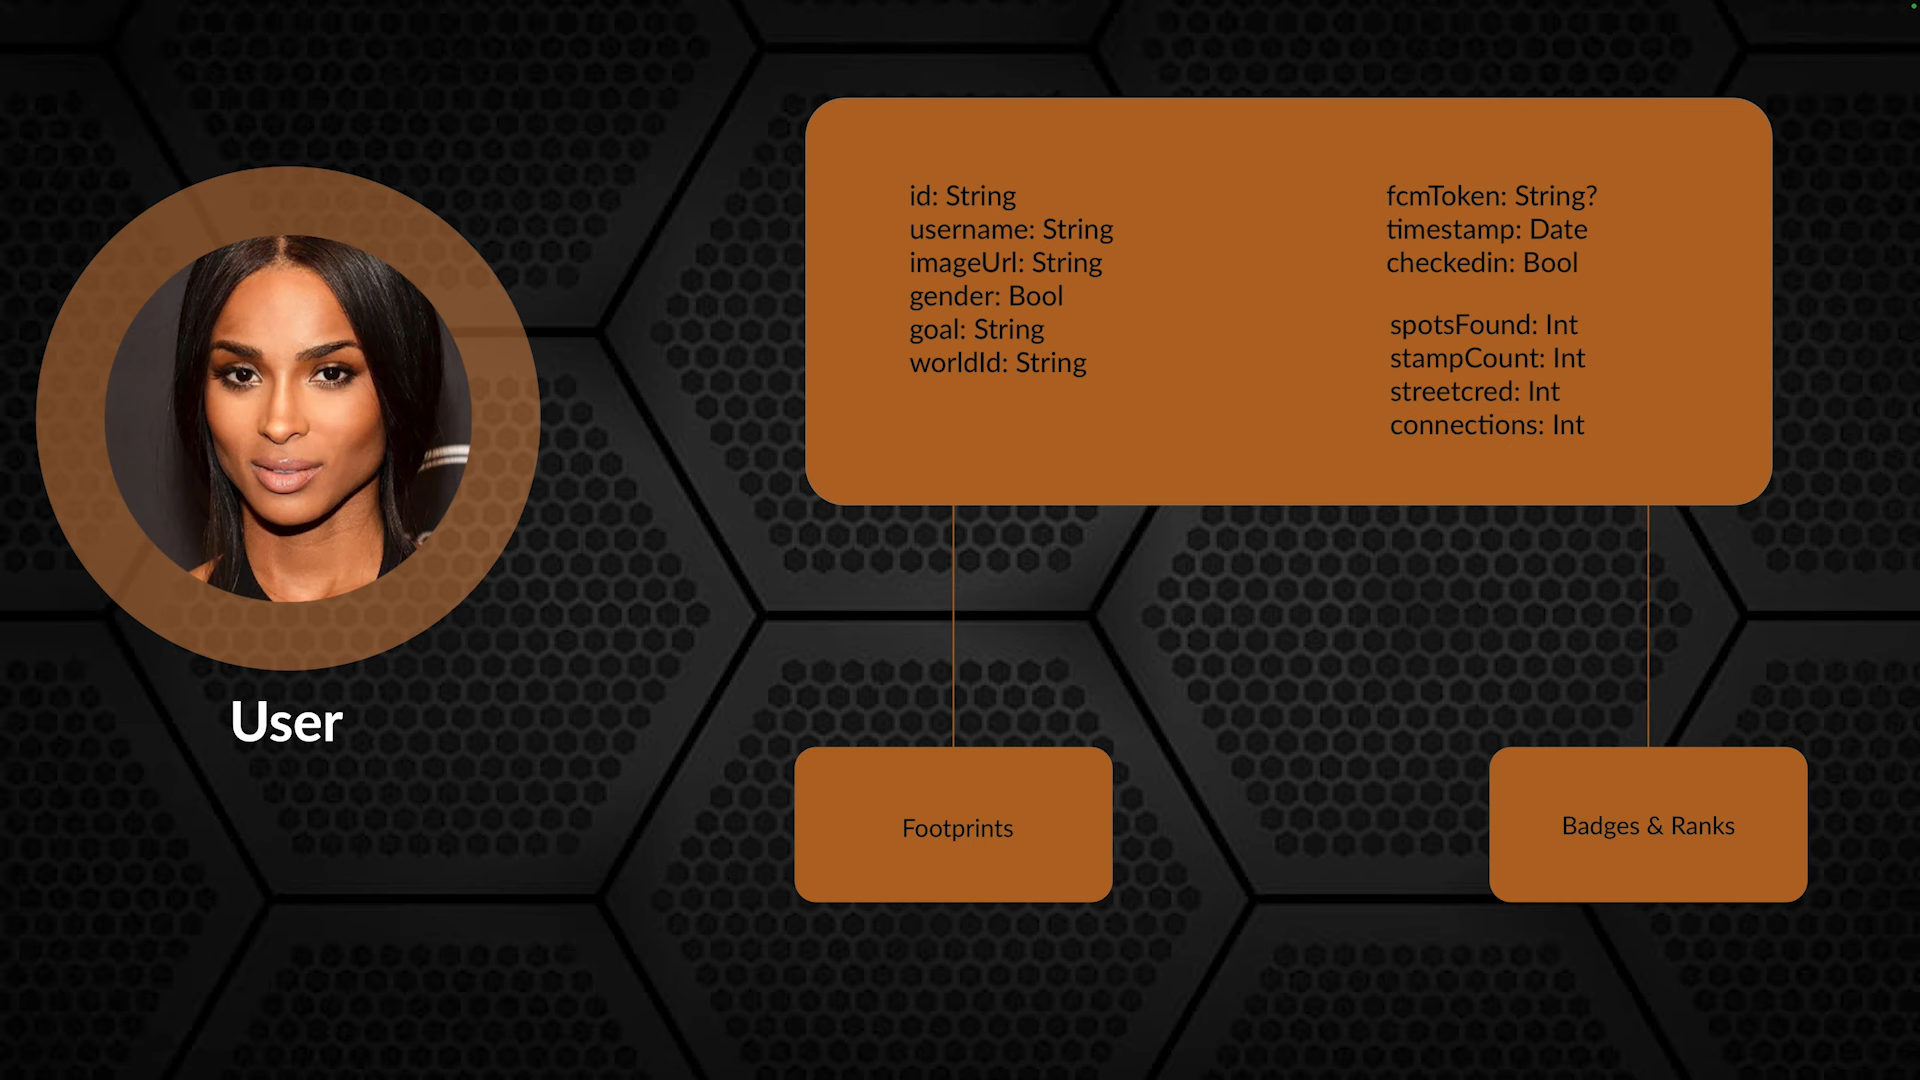 id: String
username: String
imageUrl: String
gender: Bool
goal: String
worldId: String
fcmToken: String?
timestamp: Date
checkedin: Bool
spotsFound: Int
stampCount: Int
streetcred: Int
connections: Int
User
Footprints
Badges & Ranks